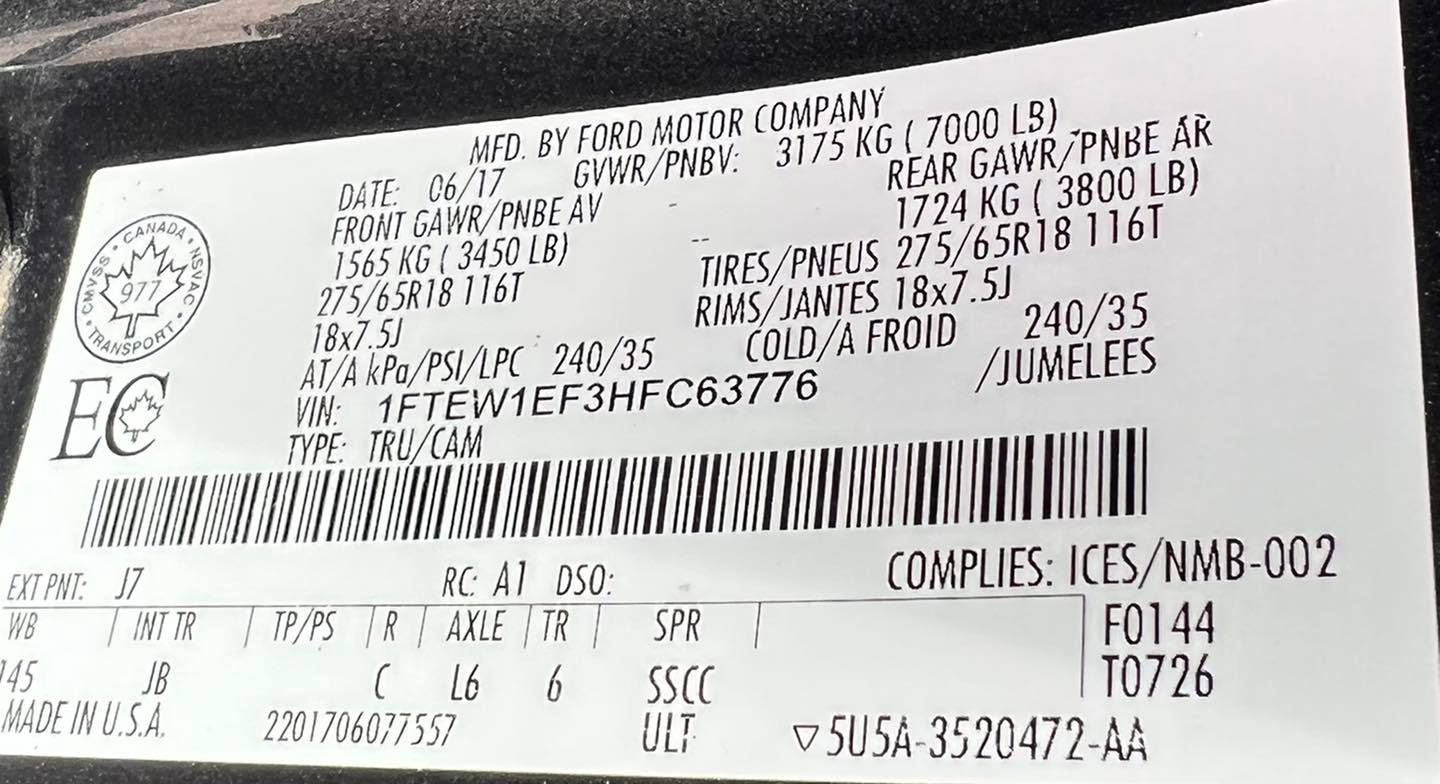 MFD. BY FORD MOTOR COMPANY
DATE: 06/17 GVWR/PNBV: 3175 KG ( 7000 LB)
FRONT GAWR/PNBE AV - REAR GAWR/PNBE AR
1565 KG ( 3450 LB) -- 1724 KG ( 3800 LB)
275/65R18 116T TIRES/PNEUS 275/65R18 116T
18x7.5J RIMS/JANTES 18x7.5J
AT/A kPa/PSI/LPC 240/35 COLD/A FROID 240/35
VIN: 1FTEW1EF3HFC63776 /JUMELEES
TYPE: TRU/CAM
CANADA • NSVAC • TRANSPORT • CMVSS
977
EC
EXT PNT: J7 RC: A1 DSO: COMPLIES: ICES/NMB-002
WB INT TR TP/PS R AXLE TR SPR F0144
145 JB C L6 6 SSCC T0726
MADE IN U.S.A. 2201706077557 ULT ▽5U5A-3520472-AA